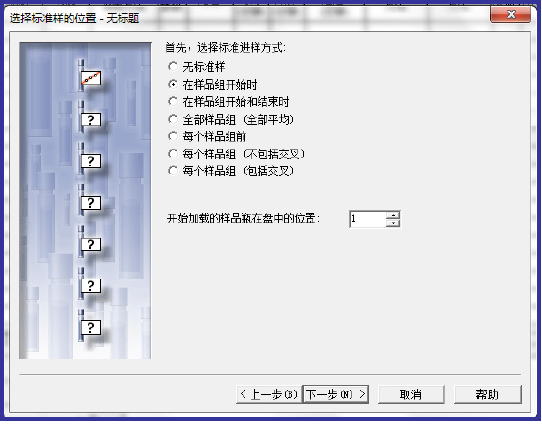 选择标准样的位置 - 无标题
首先，选择标准进样方式:
无标准样
在样品组开始时
在样品组开始和结束时
全部样品组 (全部平均)
每个样品组前
每个样品组 (不包括交叉)
每个样品组 (包括交叉)
开始加载的样品瓶在盘中的位置: 1
?
?
?
?
?
?
< 上一步(B) 下一步(N) > 取消 帮助